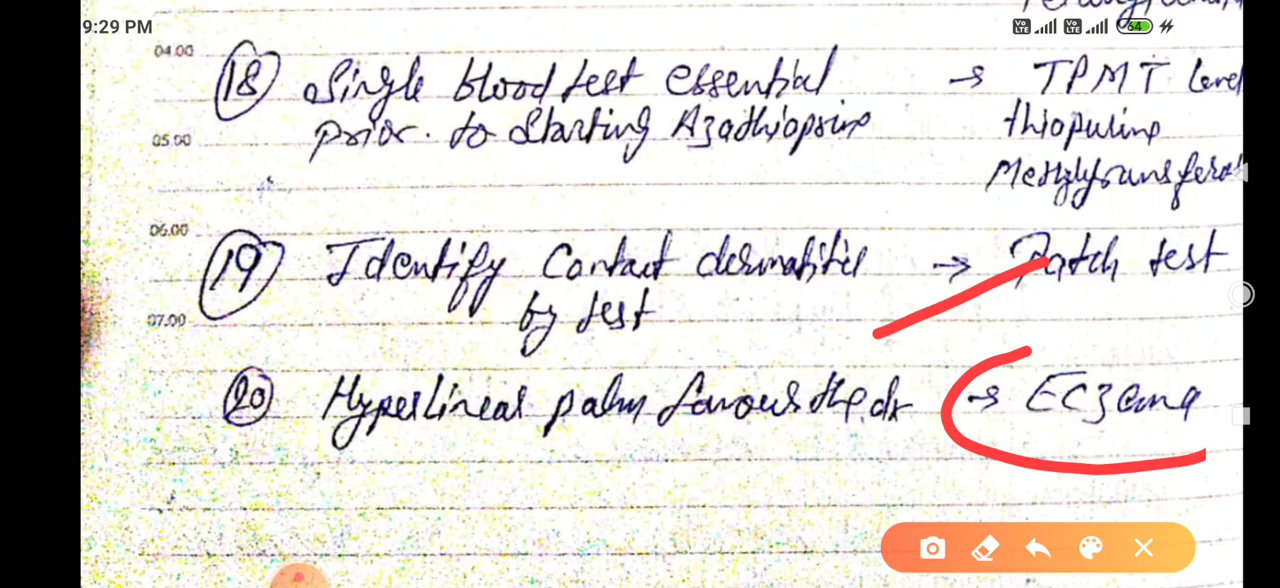 9:29 PM
64
04.00
18 Single blood test essential → TPMT Level
prior to starting Azathioprine thiopurine
05.00
Methyltransferas
06.00
19 Identify Contact dermatitis → Patch test
by test
07.00
20 Hyperlinear palm favours the dx → Eczema